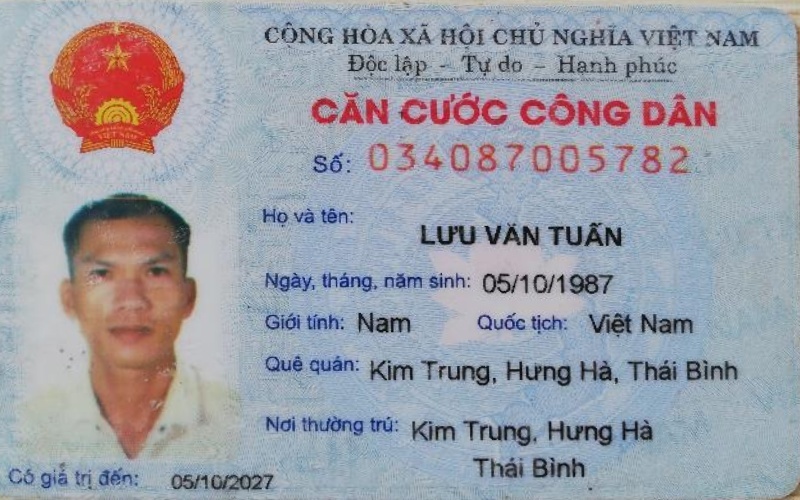 CỘNG HÒA XÃ HỘI CHỦ NGHĨA VIỆT NAM
Độc lập - Tự do - Hạnh phúc
CĂN CƯỚC CÔNG DÂN
Số: 034087005782
Họ và tên:
LƯU VĂN TUẤN
Ngày, tháng, năm sinh: 05/10/1987
Giới tính: Nam Quốc tịch: Việt Nam
Quê quán: Kim Trung, Hưng Hà, Thái Bình
Nơi thường trú: Kim Trung, Hưng Hà
Thái Bình
Có giá trị đến: 05/10/2027